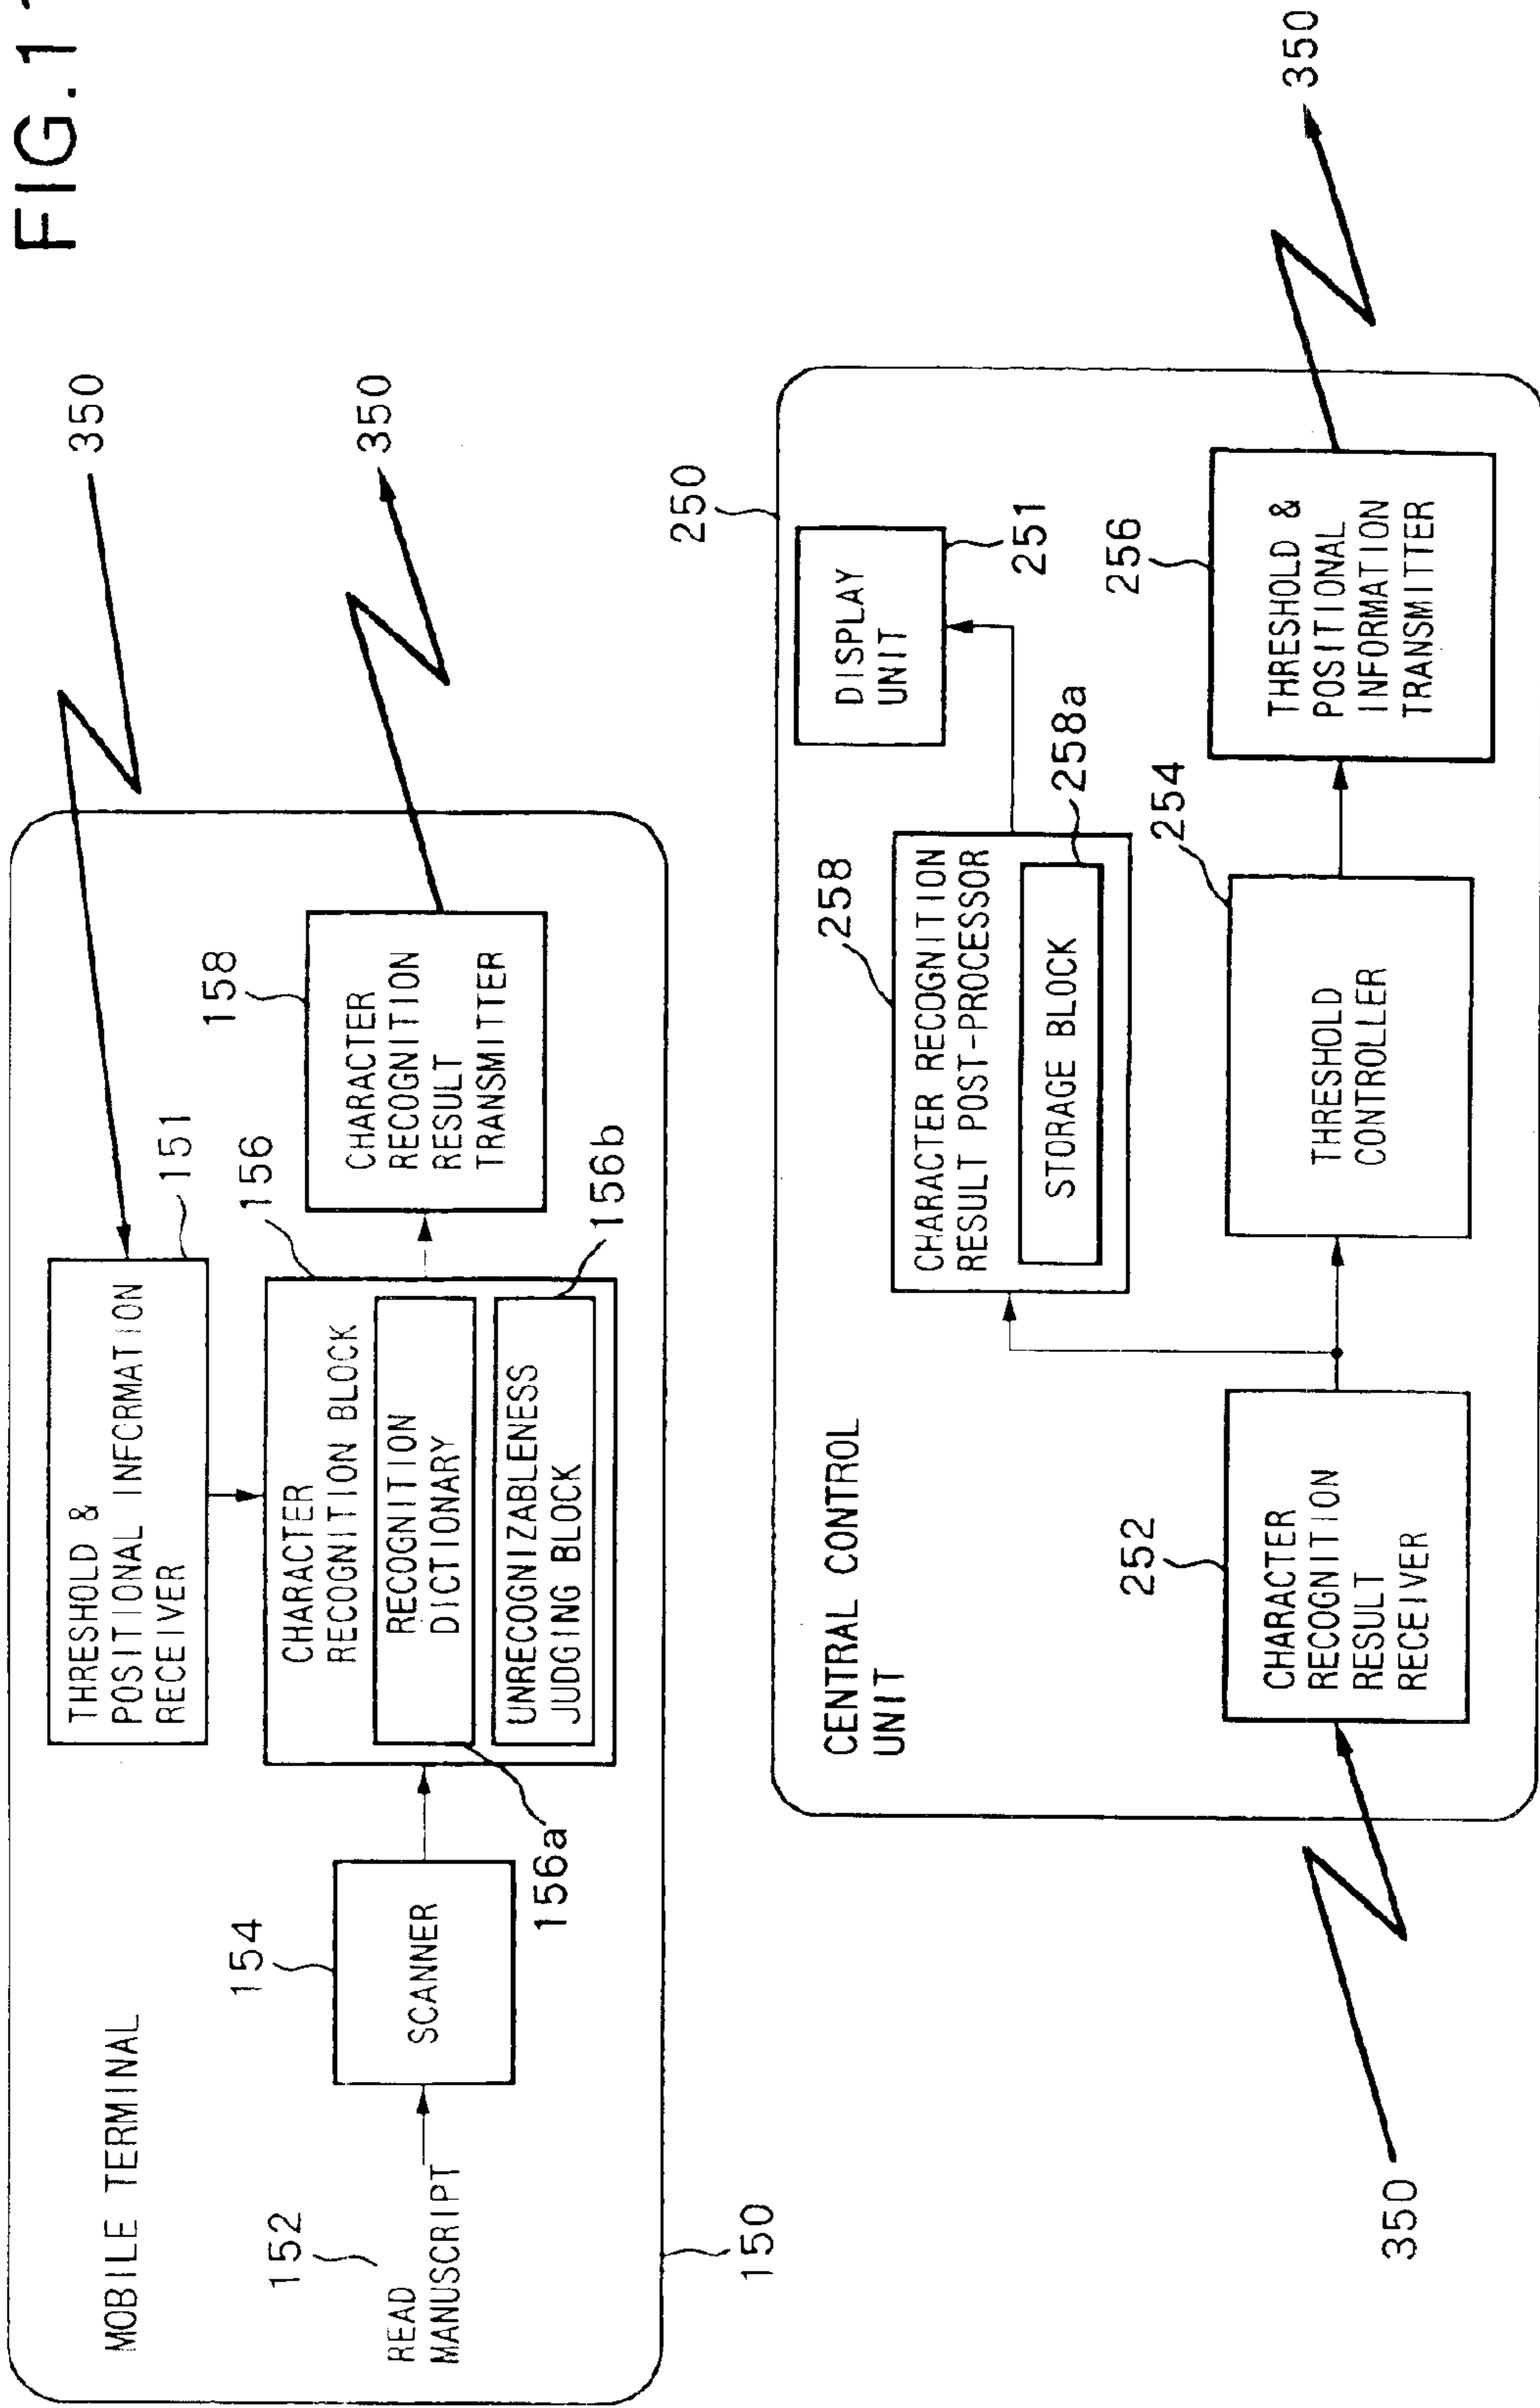 FIG.1
MOBILE TERMINAL
350
THRESHOLD &
POSITIONAL INFORMATION
RECEIVER
151
350
152
READ
MANUSCRIPT
154
SCANNER
156
CHARACTER
RECOGNITION BLOCK
RECOGNITION
DICTIONARY
156a
UNRECOGNIZABLENESS
JUDGING BLOCK
156b
158
CHARACTER
RECOGNITION
RESULT
TRANSMITTER
150
250
CENTRAL CONTROL
UNIT
DISPLAY
UNIT
251
258
CHARACTER RECOGNITION
RESULT POST-PROCESSOR
STORAGE BLOCK
258a
252
CHARACTER
RECOGNITION
RESULT
RECEIVER
254
THRESHOLD
CONTROLLER
256
THRESHOLD &
POSITIONAL
INFORMATION
TRANSMITTER
350
350